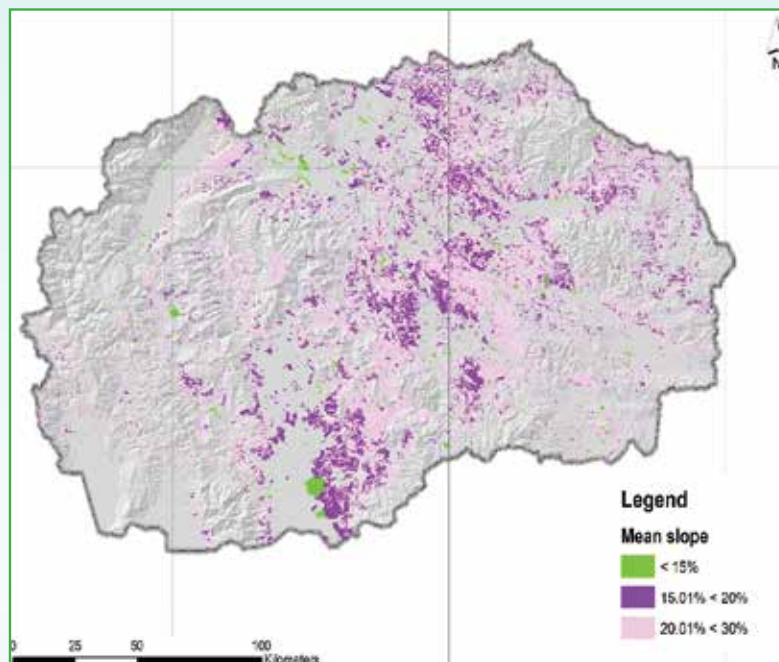 N
Legend
Mean slope
< 15%
15.01% < 20%
20.01% < 30%
0 25 50 100
Kilometers